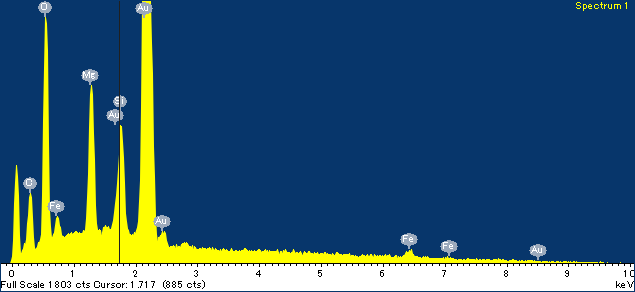 Spectrum 1
O
Au
Mg
Si
Au
O
Fe
Au
Fe
Fe
Au
0 1 2 3 4 5 6 7 8 9 10
Full Scale 1803 cts Cursor: 1.717 (885 cts) keV